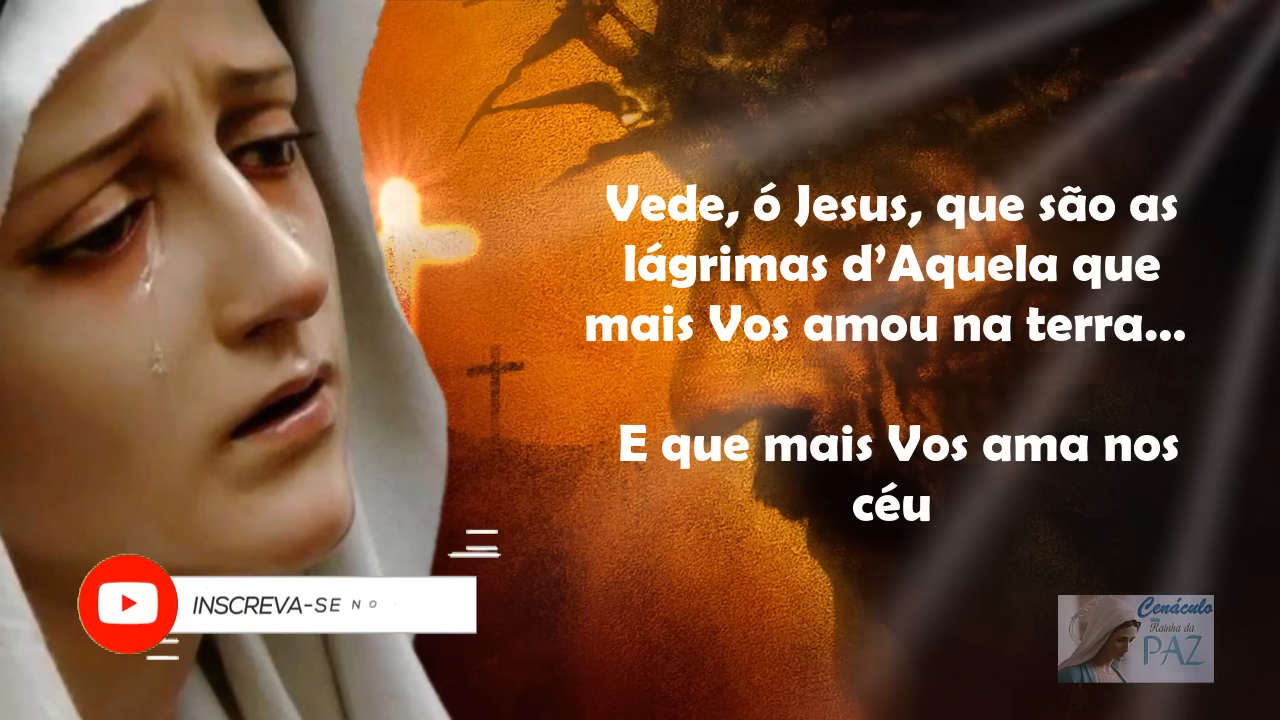 Vede, ó Jesus, que são as
lágrimas d’Aquela que
mais Vos amou na terra...
E que mais Vos ama nos
céu
INSCREVA-SE NO
Cenáculo
Rainha da
PAZ